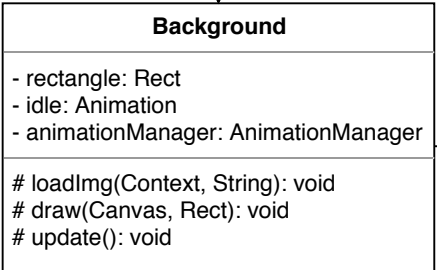 Background
- rectangle: Rect
- idle: Animation
- animationManager: AnimationManager
# loadImg(Context, String): void
# draw(Canvas, Rect): void
# update(): void